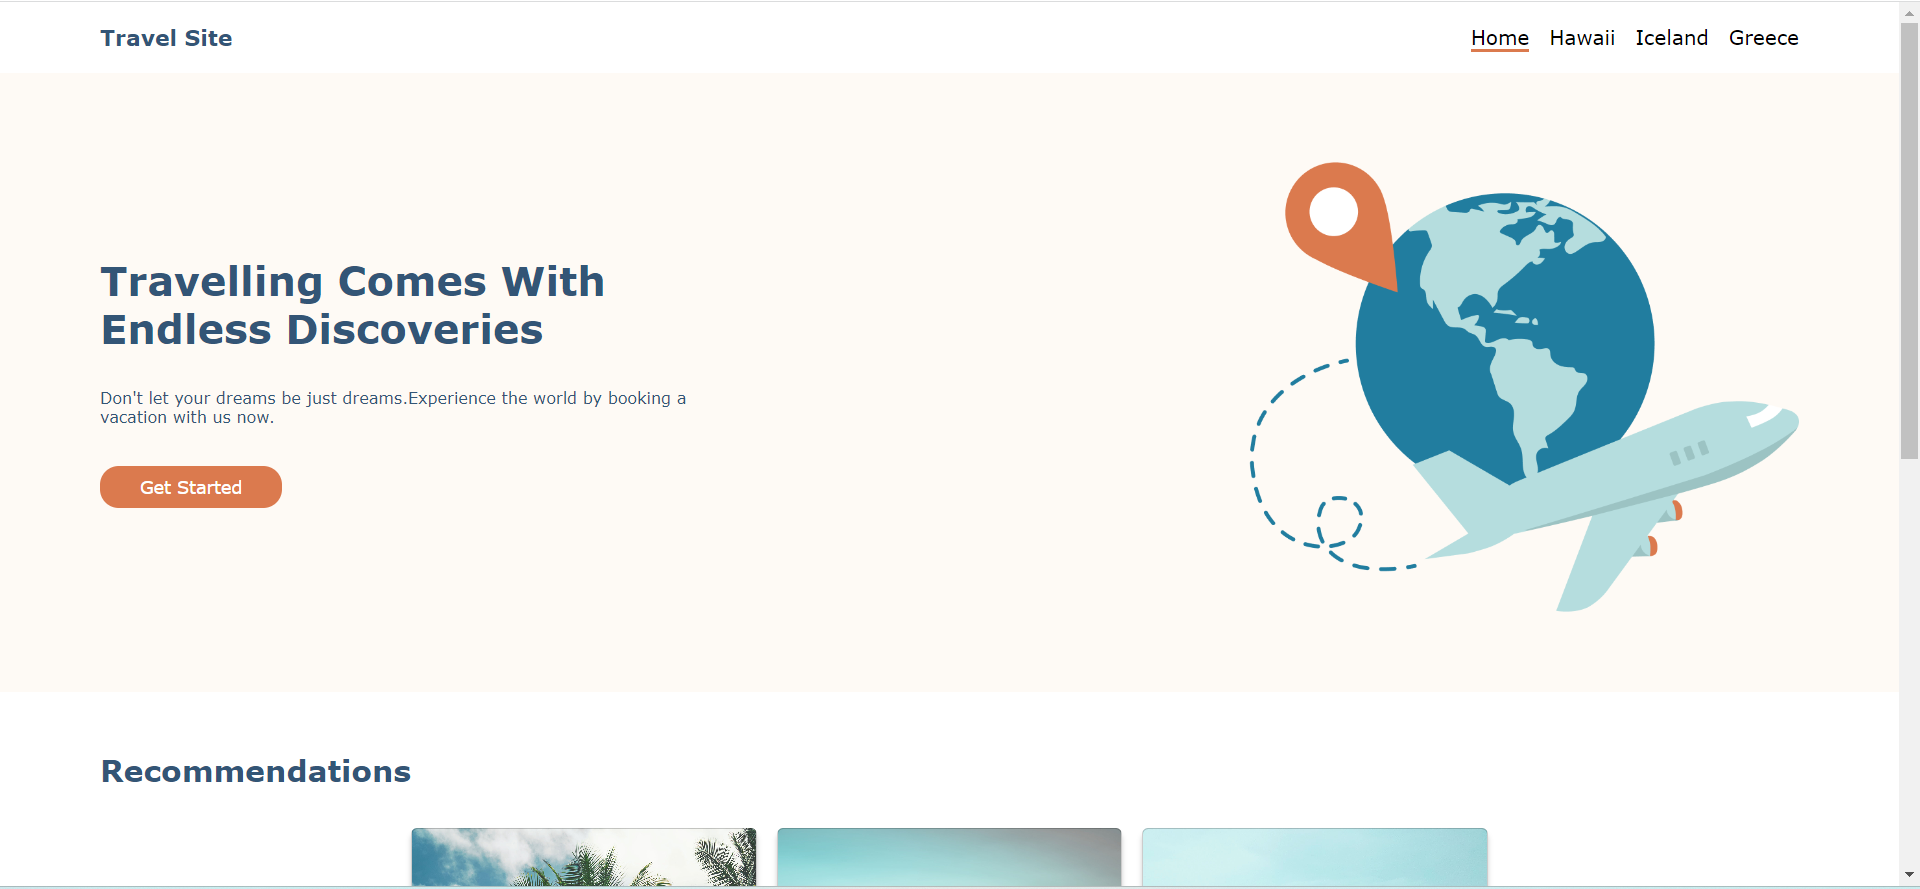 Travel Site
Home Hawaii Iceland Greece
Travelling Comes With
Endless Discoveries
Don't let your dreams be just dreams.Experience the world by booking a
vacation with us now.
Get Started
Recommendations